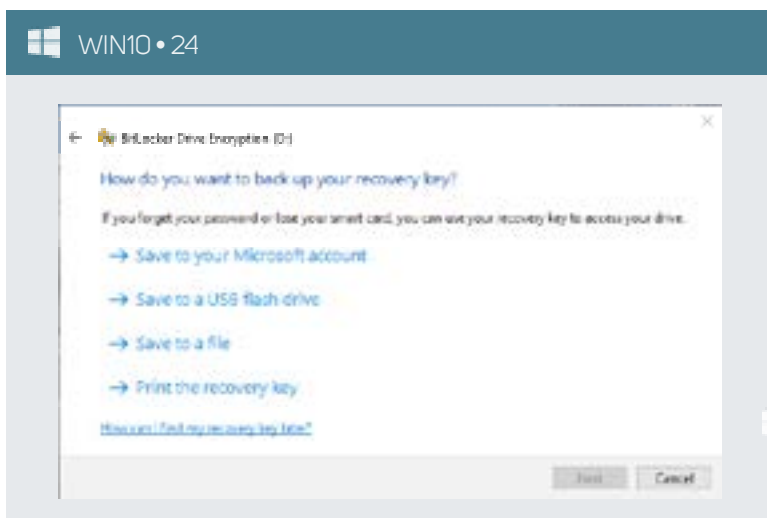 WIN10 • 24
BitLocker Drive Encryption (D:)
How do you want to back up your recovery key?
If you forget your password or lose your smart card, you can use your recovery key to access your drive.
→ Save to your Microsoft account
→ Save to a USB flash drive
→ Save to a file
→ Print the recovery key
How can I find my recovery key later?
Next Cancel